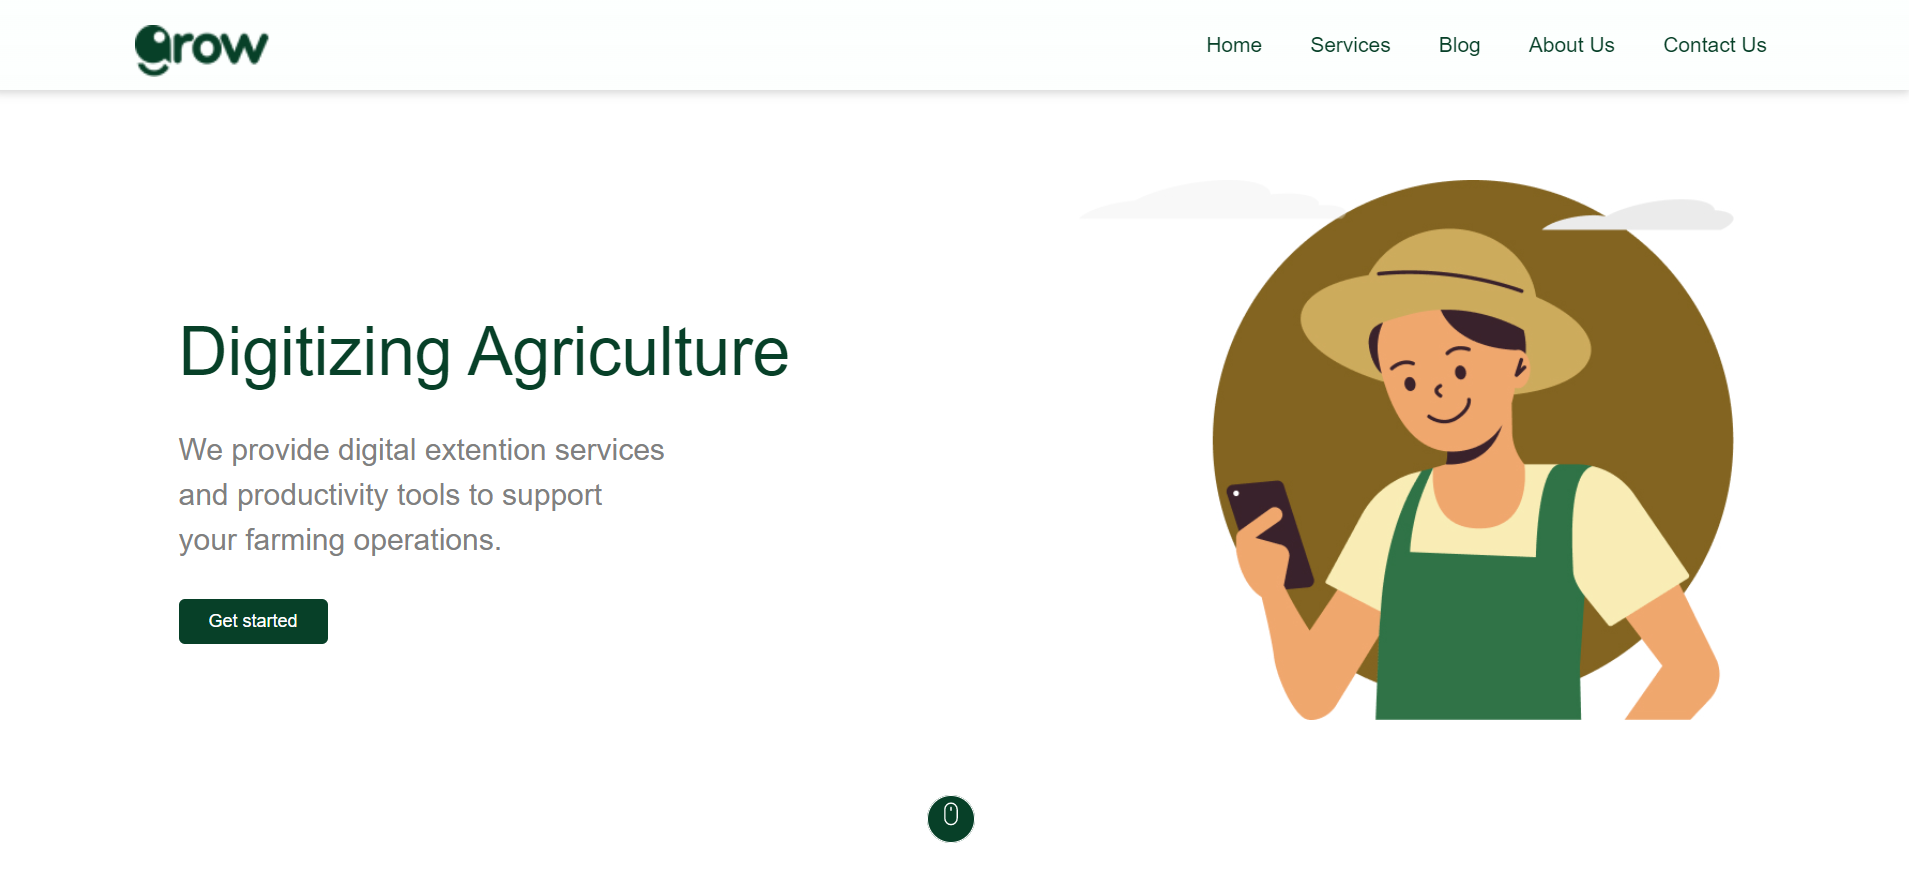 grow
Home Services Blog About Us Contact Us
Digitizing Agriculture
We provide digital extention services
and productivity tools to support
your farming operations.
Get started